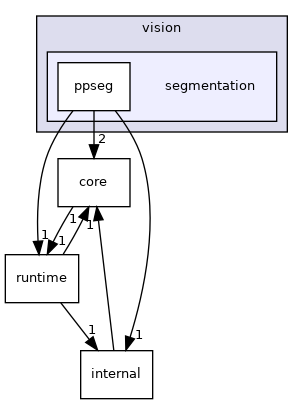 vision
ppseg
segmentation
2
core
1
1
1
1
runtime
1
1
internal